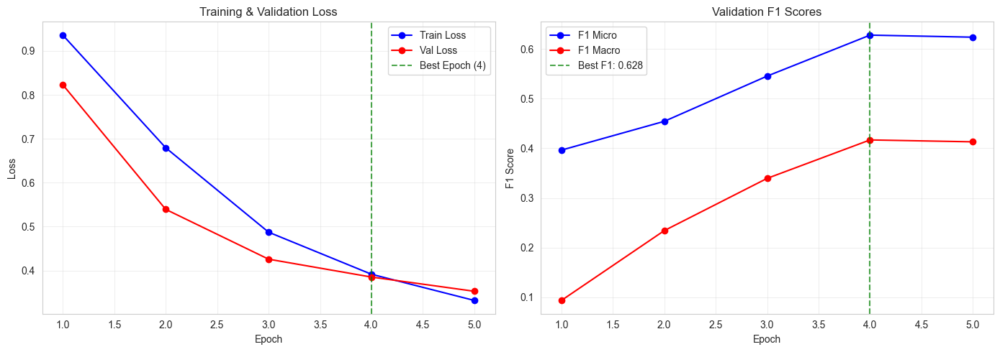 Training & Validation Loss
Train Loss
Val Loss
Best Epoch (4)
Loss
0.9
0.8
0.7
0.6
0.5
0.4
1.0 1.5 2.0 2.5 3.0 3.5 4.0 4.5 5.0
Epoch
Validation F1 Scores
F1 Micro
F1 Macro
Best F1: 0.628
F1 Score
0.6
0.5
0.4
0.3
0.2
0.1
1.0 1.5 2.0 2.5 3.0 3.5 4.0 4.5 5.0
Epoch